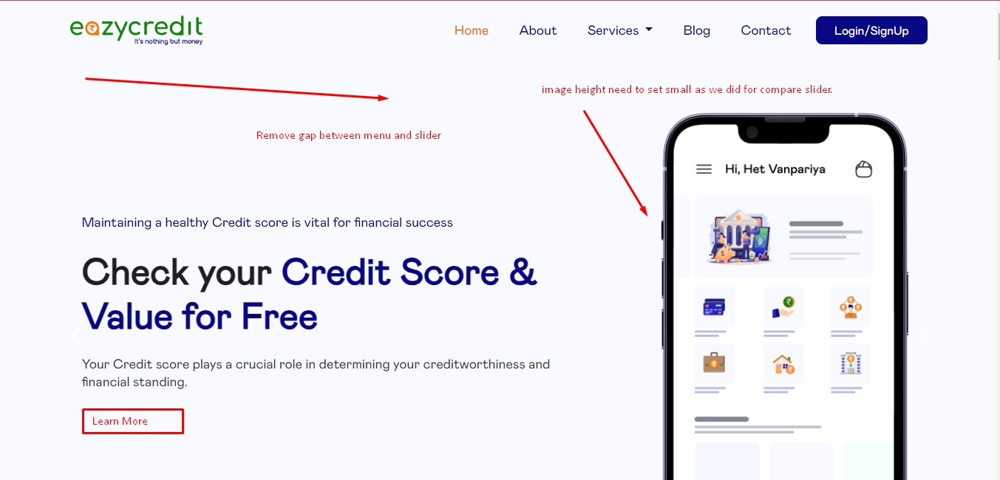 eazycredit
It's nothing but money
Home About Services Blog Contact Login/SignUp
image height need to set small as we did for compare slider.
Remove gap between menu and slider
Hi, Het Vanpariya
Maintaining a healthy Credit score is vital for financial success
Check your Credit Score &
Value for Free
Your Credit score plays a crucial role in determining your creditworthiness and
financial standing.
Learn More